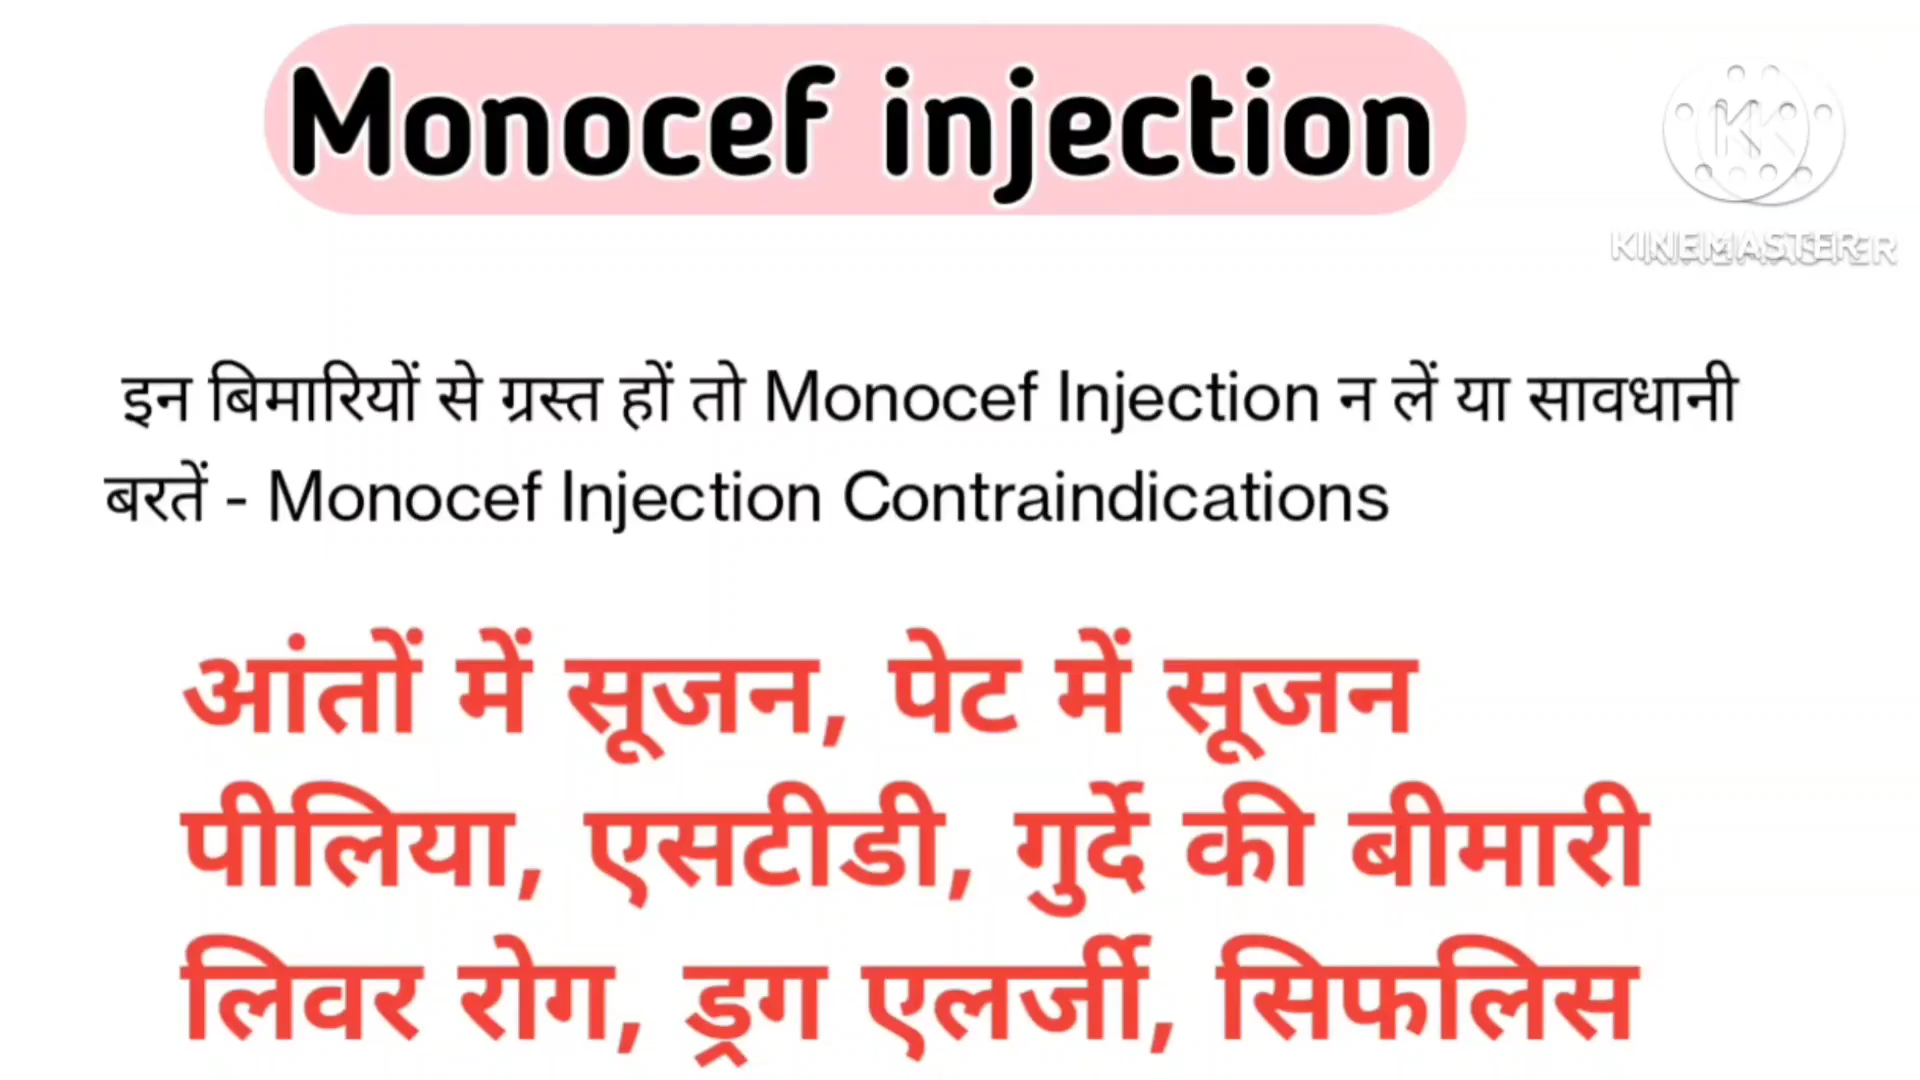 Monocef injection
KINEMASTER
इन बिमारियों से ग्रस्त हों तो Monocef Injection न लें या सावधानी
बरतें - Monocef Injection Contraindications
आंतों में सूजन, पेट में सूजन
पीलिया, एसटीडी, गुर्दे की बीमारी
लिवर रोग, ड्रग एलर्जी, सिफलिस